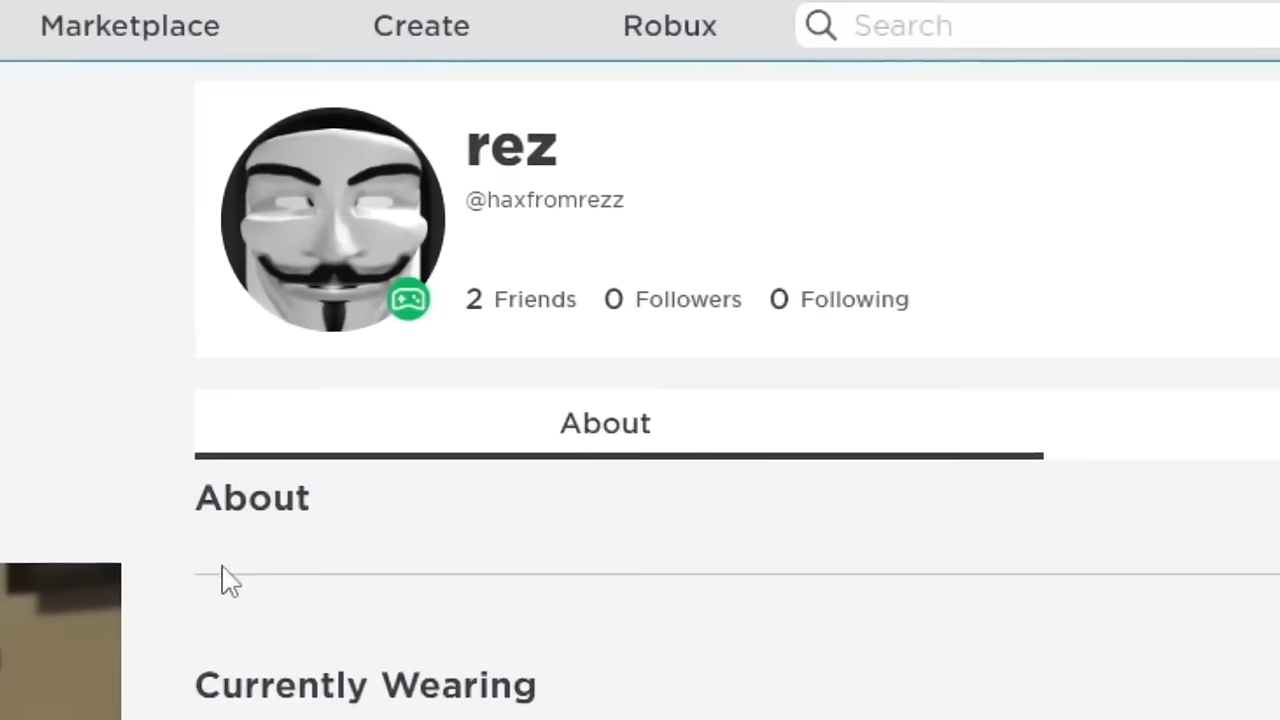 Marketplace Create Robux Search
rez
@haxfromrezz
2 Friends 0 Followers 0 Following
About
About
Currently Wearing